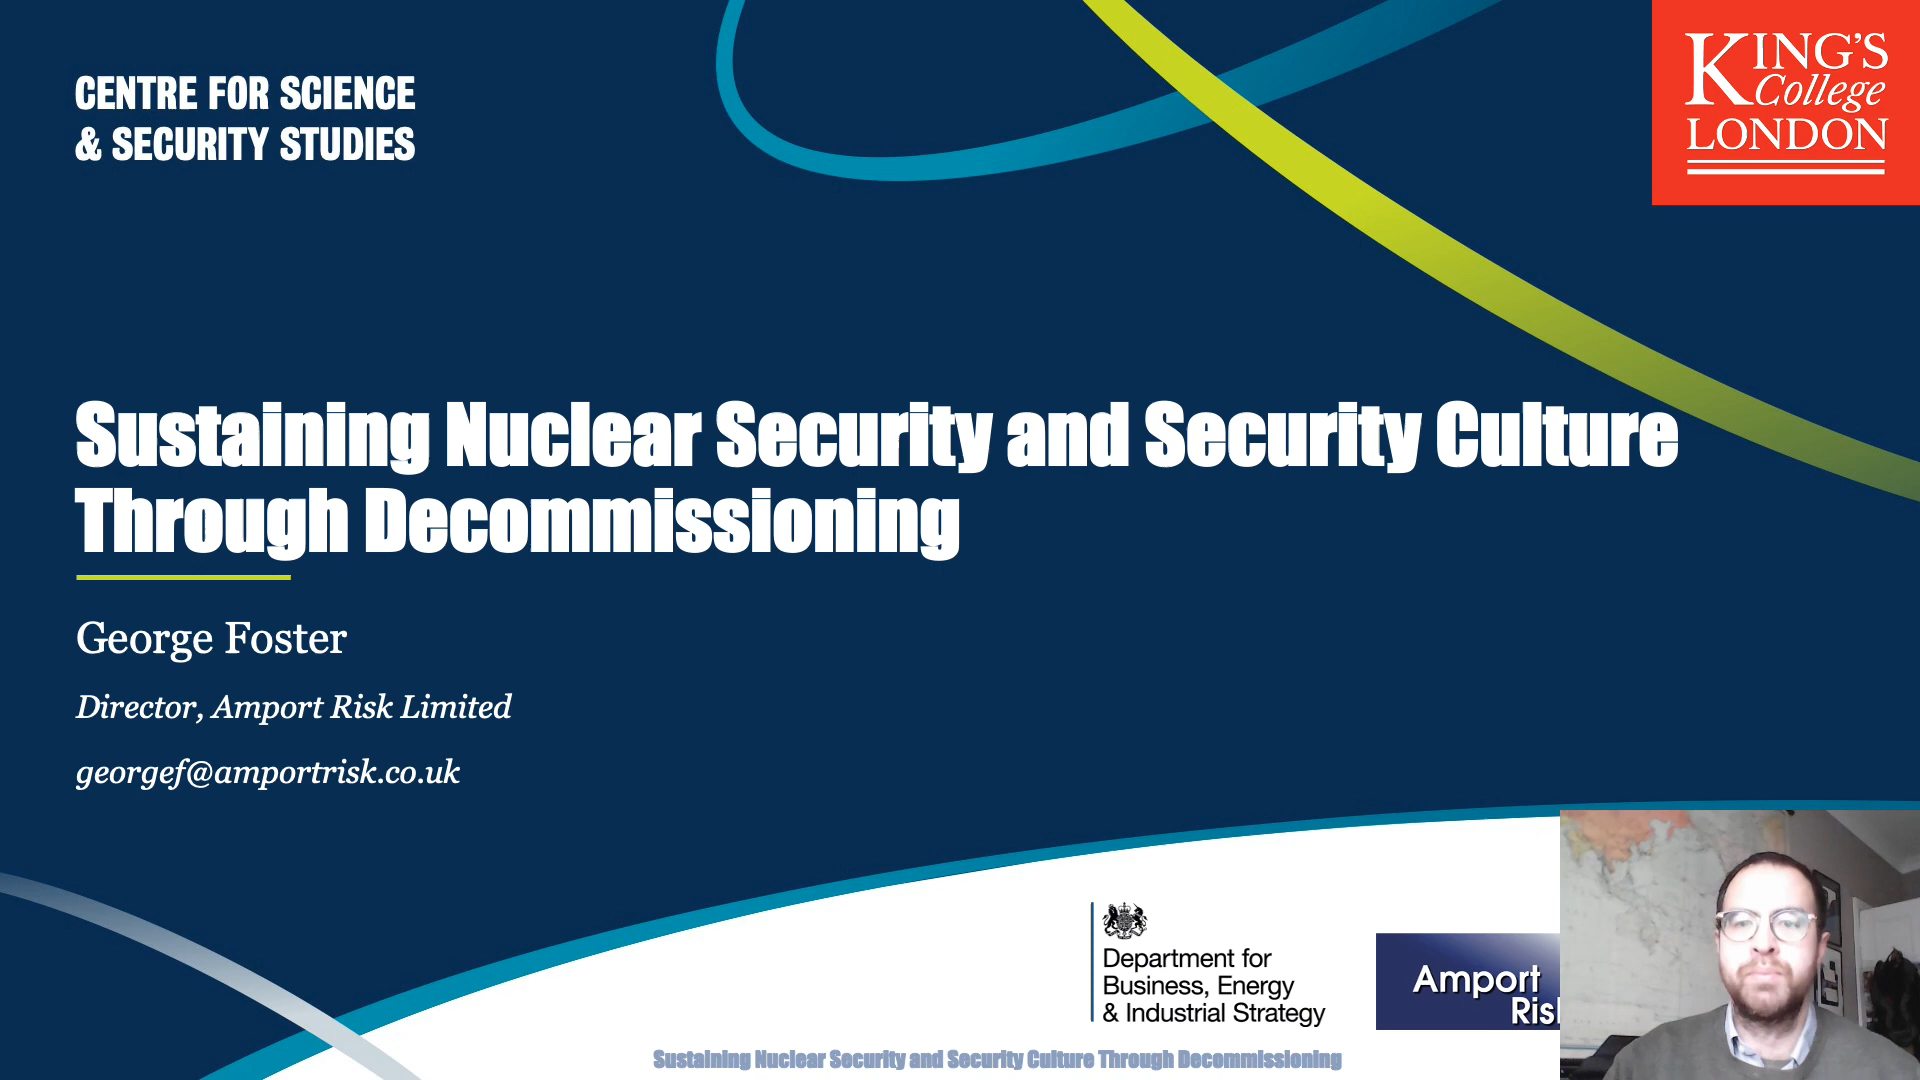 CENTRE FOR SCIENCE
& SECURITY STUDIES
KING'S
College
LONDON
Sustaining Nuclear Security and Security Culture
Through Decommissioning
George Foster
Director, Amport Risk Limited
georgef@amportrisk.co.uk
Department for
Business, Energy
& Industrial Strategy
Amport
Risk
Sustaining Nuclear Security and Security Culture Through Decommissioning